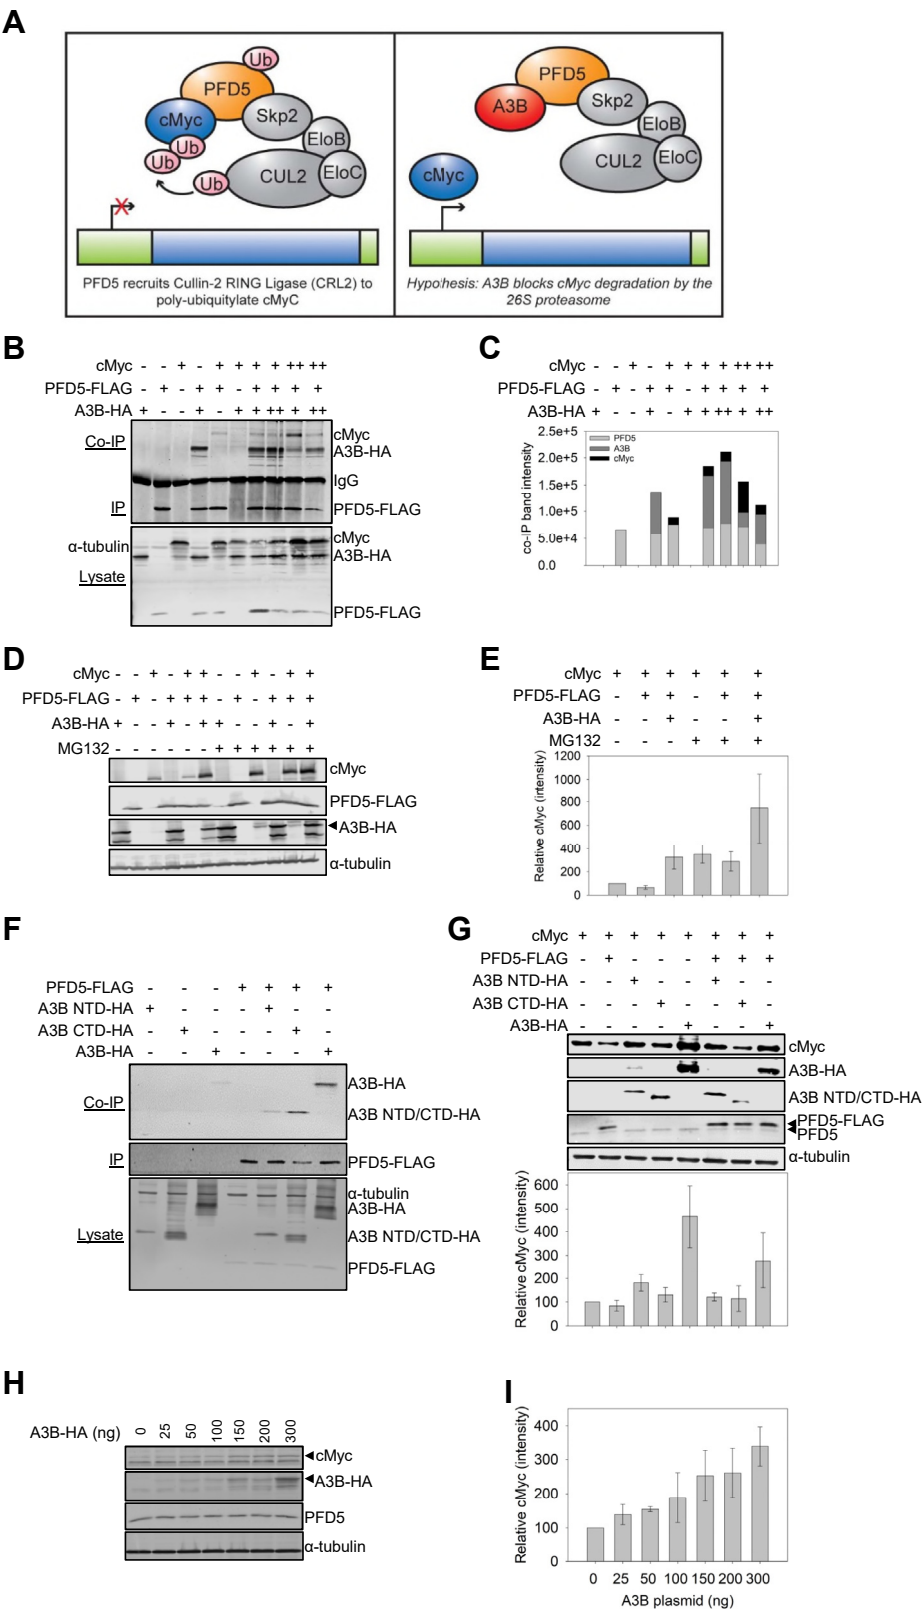 A
Ub
PFD5
cMyc
Skp2
Ub
Ub
EloB
Ub
CUL2
EloC
PFD5 recruits Cullin-2 RING Ligase (CRL2) to
poly-ubiquitylate cMyC
PFD5
A3B
Skp2
EloB
cMyc
CUL2
EloC
Hypothesis: A3B blocks cMyc degradation by the
26S proteasome
B
cMyc - - + - + + + + ++ ++
PFD5-FLAG - + - + + - + + + +
A3B-HA + - - + - + + ++ + ++
Co-IP
cMyc
A3B-HA
IgG
IP
PFD5-FLAG
α-tubulin
cMyc
A3B-HA
Lysate
PFD5-FLAG
C
cMyc - - + - + + + + ++ ++
PFD5-FLAG - + - + + - + + + +
A3B-HA + - - + - + + ++ + ++
co-IP band intensity
2.5e+5
2.0e+5
1.5e+5
1.0e+5
5.0e+4
0.0
PFD5
A3B
cMyc
D
cMyc - - + - + + - - + - + +
PFD5-FLAG - + - + + + - + - + + +
A3B-HA + - - + - + + - - + - +
MG132 - - - - - - + + + + + +
cMyc
PFD5-FLAG
A3B-HA
α-tubulin
E
cMyc + + + + + +
PFD5-FLAG - + + - + +
A3B-HA - - + - - +
MG132 - - - + + +
Relative cMyc (intensity)
1200
1000
800
600
400
200
0
F
PFD5-FLAG - - - + + + +
A3B NTD-HA + - - - + - -
A3B CTD-HA - + - - - + -
A3B-HA - - + - - - +
Co-IP
A3B-HA
A3B NTD/CTD-HA
IP
PFD5-FLAG
α-tubulin
A3B-HA
Lysate
A3B NTD/CTD-HA
PFD5-FLAG
G
cMyc + + + + + + + +
PFD5-FLAG - + - - - + + +
A3B NTD-HA - - + - - + - -
A3B CTD-HA - - - + - - + -
A3B-HA - - - - + - - +
cMyc
A3B-HA
A3B NTD/CTD-HA
PFD5-FLAG
PFD5
α-tubulin
Relative cMyc (intensity)
600
500
400
300
200
100
0
H
A3B-HA (ng) 0 25 50 100 150 200 300
cMyc
A3B-HA
PFD5
α-tubulin
I
Relative cMyc (intensity)
400
300
200
100
0
0 25 50 100 150 200 300
A3B plasmid (ng)